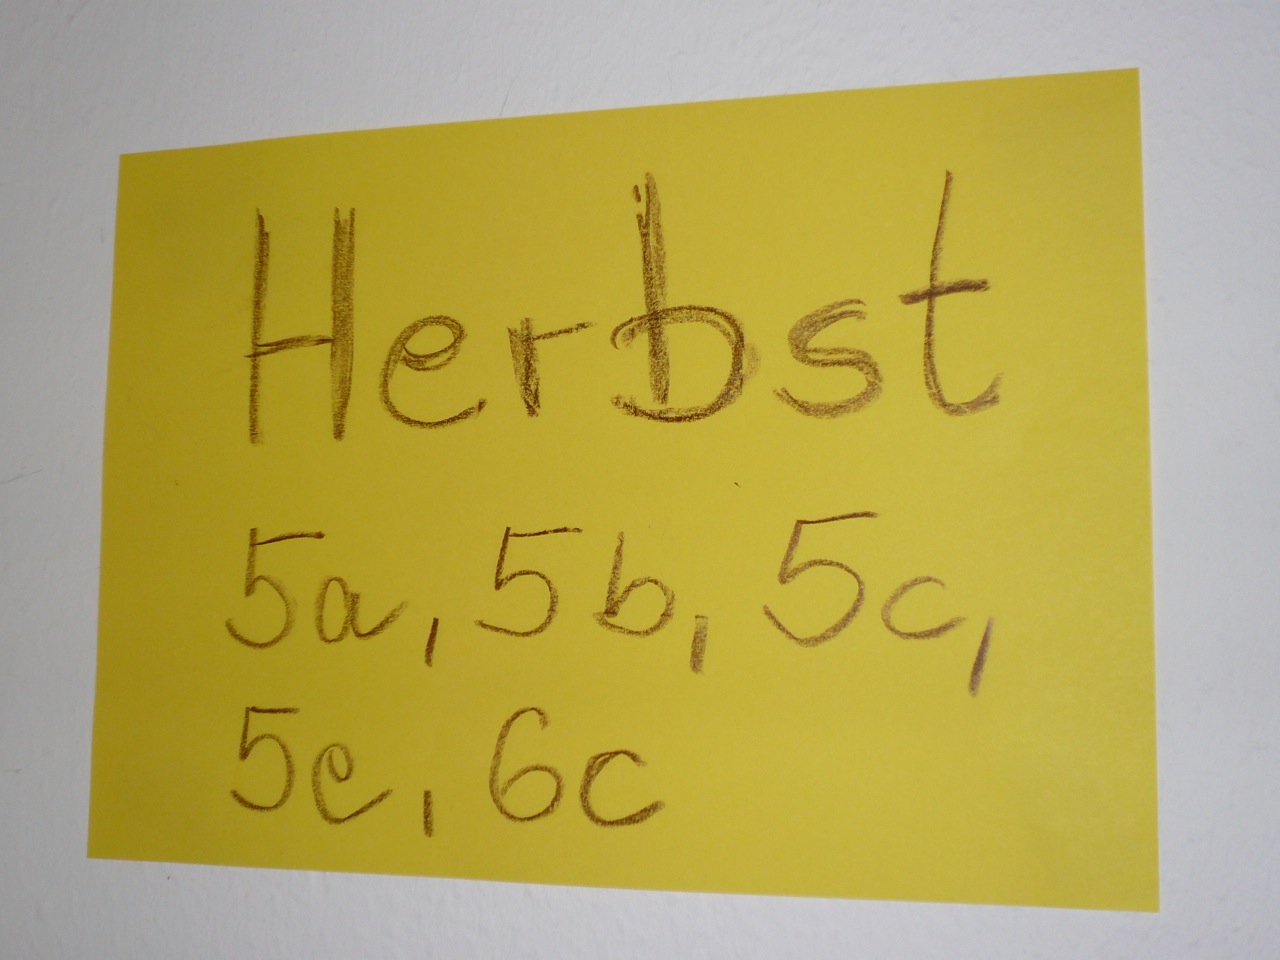 Herbst
5a, 5b, 5c,
5e, 6c